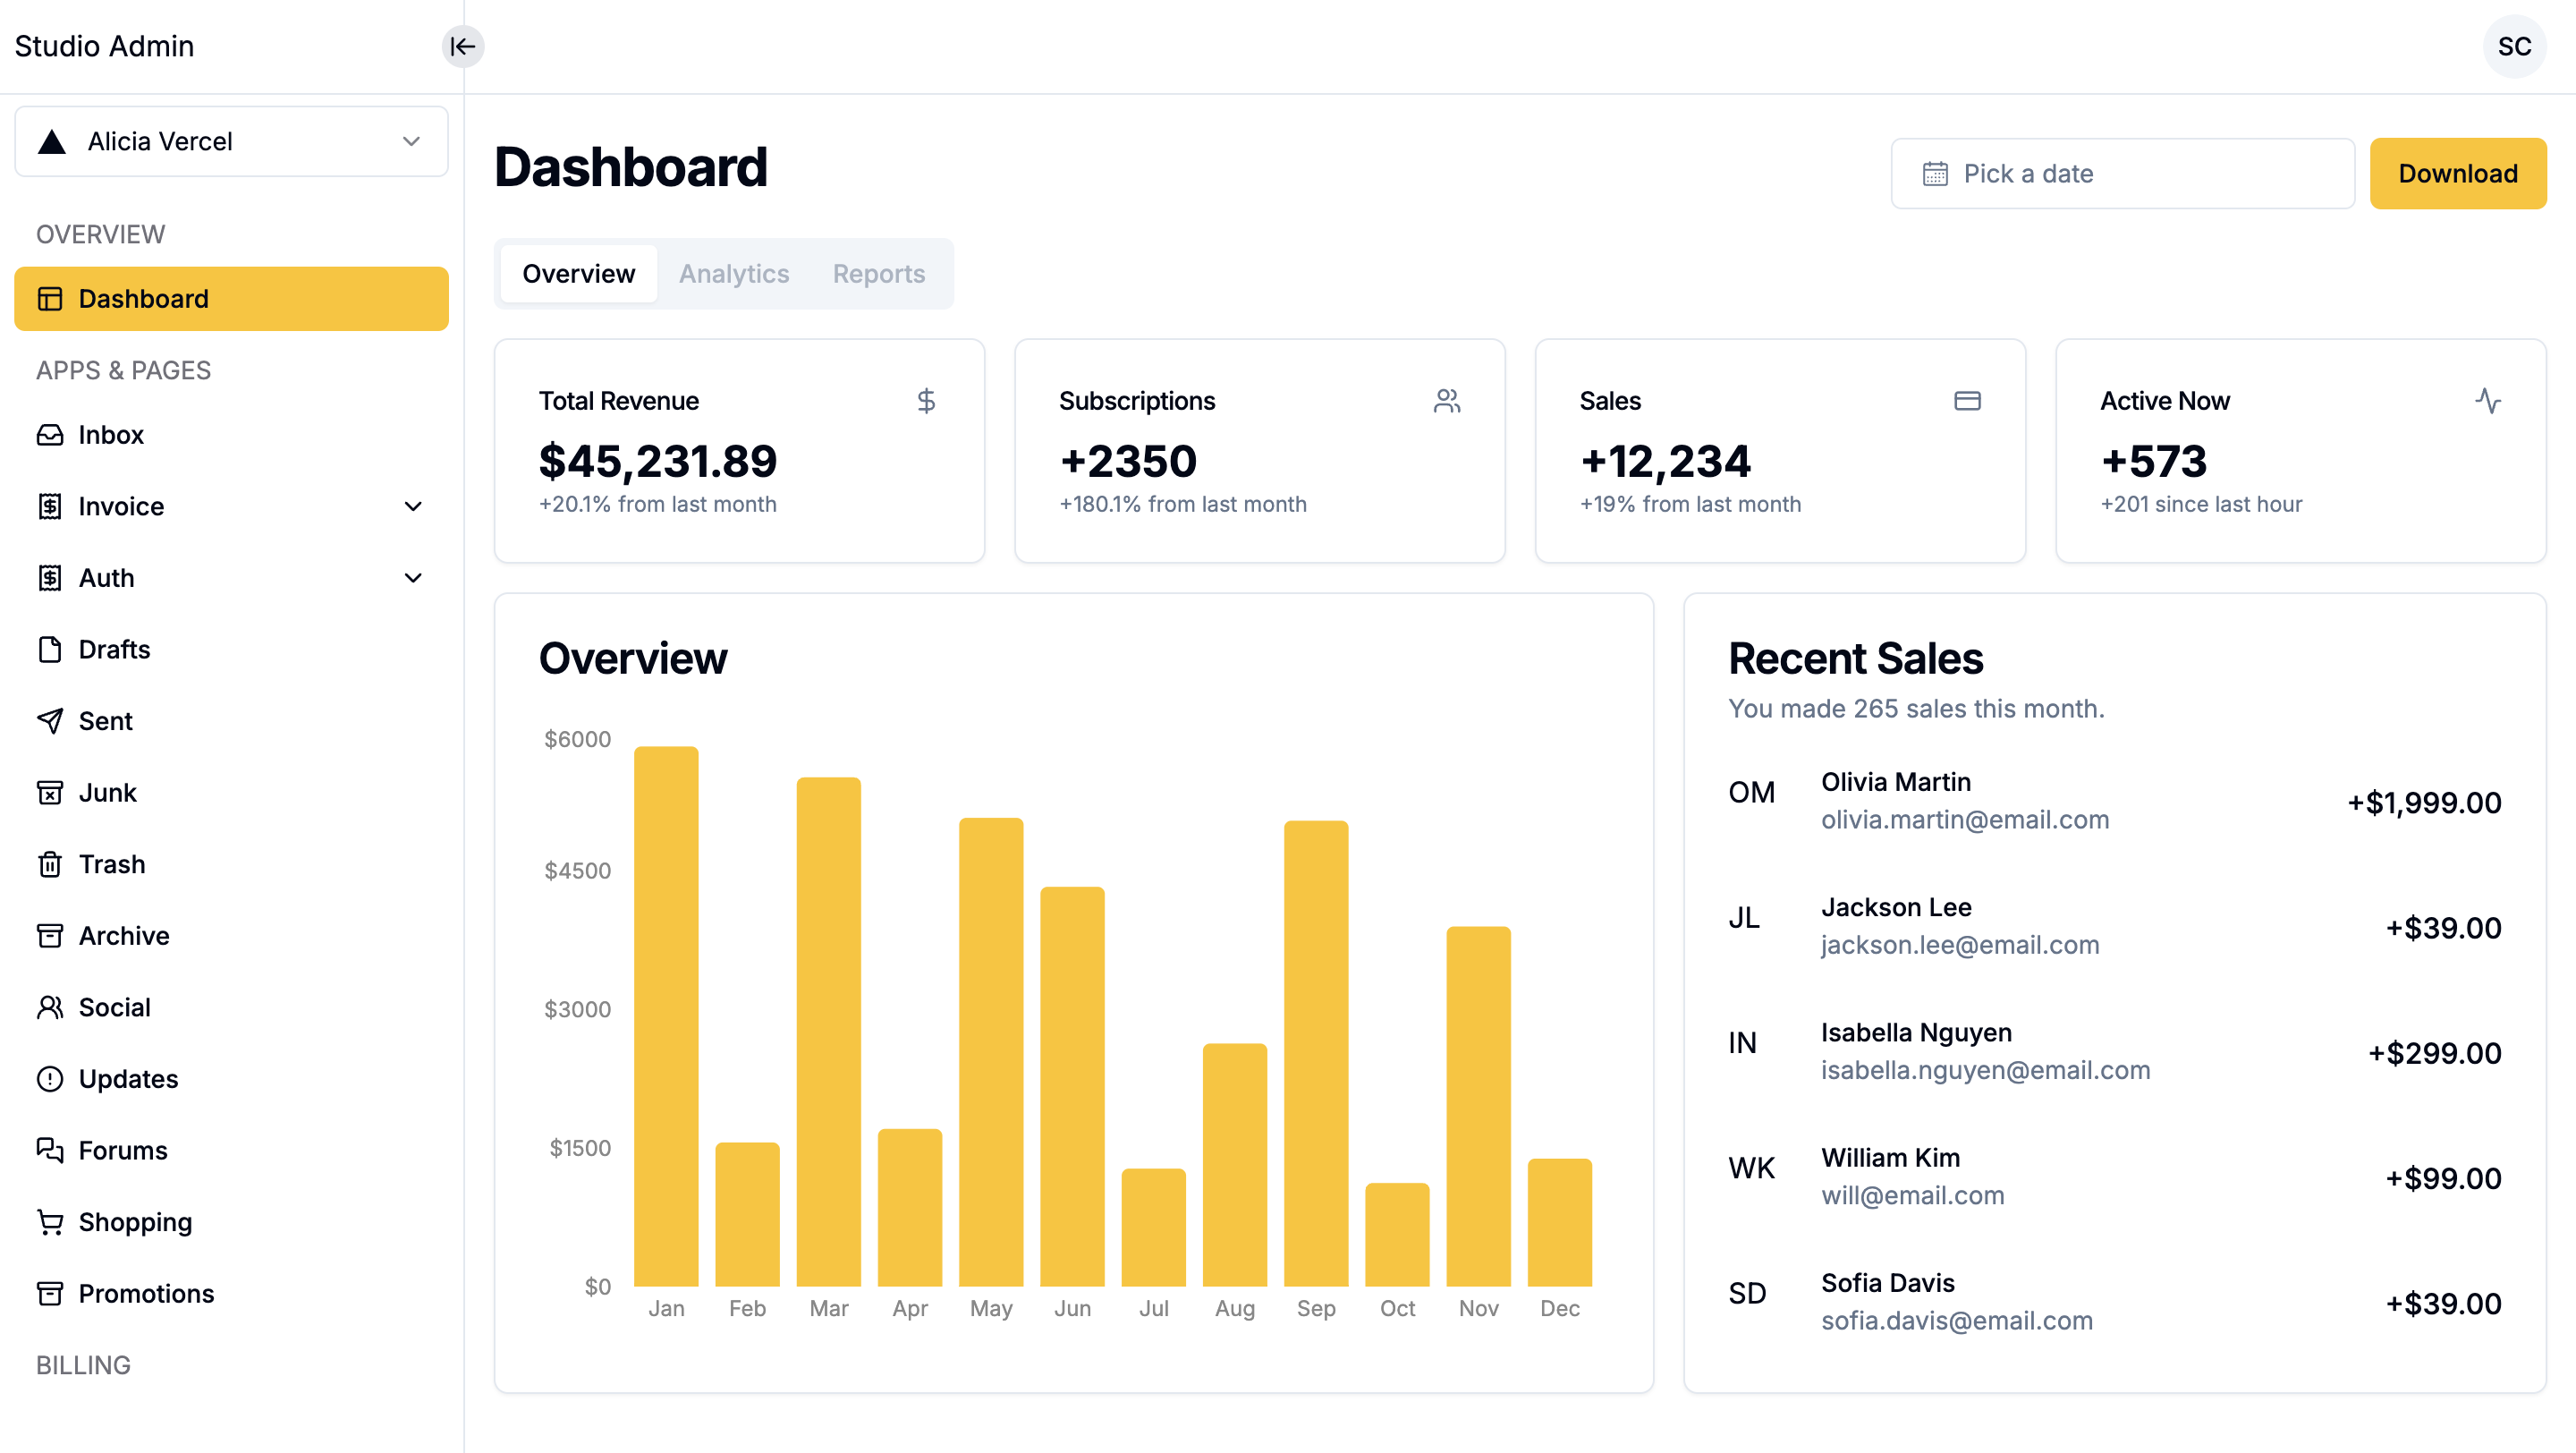 Studio Admin
SC
Alicia Vercel
OVERVIEW
Dashboard
APPS & PAGES
Inbox
Invoice
Auth
Drafts
Sent
Junk
Trash
Archive
Social
Updates
Forums
Shopping
Promotions
BILLING
Dashboard
Pick a date
Download
Overview Analytics Reports
Total Revenue
$45,231.89
+20.1% from last month
Subscriptions
+2350
+180.1% from last month
Sales
+12,234
+19% from last month
Active Now
+573
+201 since last hour
Overview
$6000
$4500
$3000
$1500
$0
Jan Feb Mar Apr May Jun Jul Aug Sep Oct Nov Dec
Recent Sales
You made 265 sales this month.
OM
Olivia Martin
olivia.martin@email.com
+$1,999.00
JL
Jackson Lee
jackson.lee@email.com
+$39.00
IN
Isabella Nguyen
isabella.nguyen@email.com
+$299.00
WK
William Kim
will@email.com
+$99.00
SD
Sofia Davis
sofia.davis@email.com
+$39.00